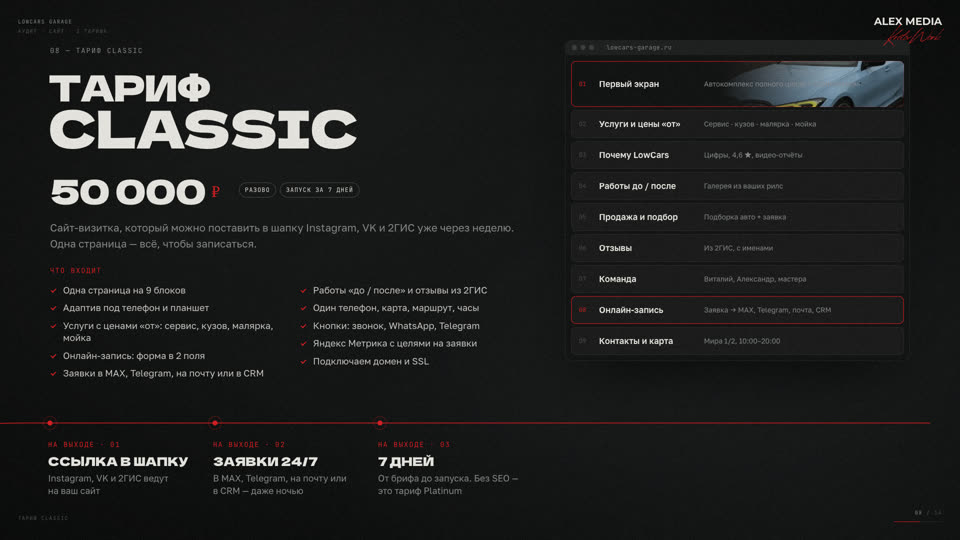 LOWCARS GARAGE
АУДИТ · САЙТ · 2 ТАРИФА
ALEX MEDIA
08 — ТАРИФ CLASSIC
ТАРИФ
CLASSIC
50 000 ₽
РАЗОВО
ЗАПУСК ЗА 7 ДНЕЙ
Сайт-визитка, который можно поставить в шапку Instagram, VK и 2ГИС уже через неделю.
Одна страница — всё, чтобы записаться.
ЧТО ВХОДИТ
✓ Одна страница на 9 блоков
✓ Адаптив под телефон и планшет
✓ Услуги с ценами «от»: сервис, кузов, малярка,
мойка
✓ Онлайн-запись: форма в 2 поля
✓ Заявки в MAX, Telegram, на почту или в CRM
✓ Работы «до / после» и отзывы из 2ГИС
✓ Один телефон, карта, маршрут, часы
✓ Кнопки: звонок, WhatsApp, Telegram
✓ Яндекс Метрика с целями на заявки
✓ Подключаем домен и SSL
lowcars-garage.ru
01 Первый экран Автокомплекс полного
02 Услуги и цены «от» Сервис · кузов · малярка · мойка
03 Почему LowCars Цифры, 4,6 ★, видео-отчёты
04 Работы до / после Галерея из ваших рилс
05 Продажа и подбор Подборка авто + заявка
06 Отзывы Из 2ГИС, с именами
07 Команда Виталий, Александр, мастера
08 Онлайн-запись Заявка → MAX, Telegram, почта, CRM
09 Контакты и карта Мира 1/2, 10:00–20:00
НА ВЫХОДЕ · 01
ССЫЛКА В ШАПКУ
Instagram, VK и 2ГИС ведут
на ваш сайт
НА ВЫХОДЕ · 02
ЗАЯВКИ 24/7
В MAX, Telegram, на почту или
в CRM — даже ночью
НА ВЫХОДЕ · 03
7 ДНЕЙ
От брифа до запуска. Без SEO —
это тариф Platinum
ТАРИФ CLASSIC
08 / 14